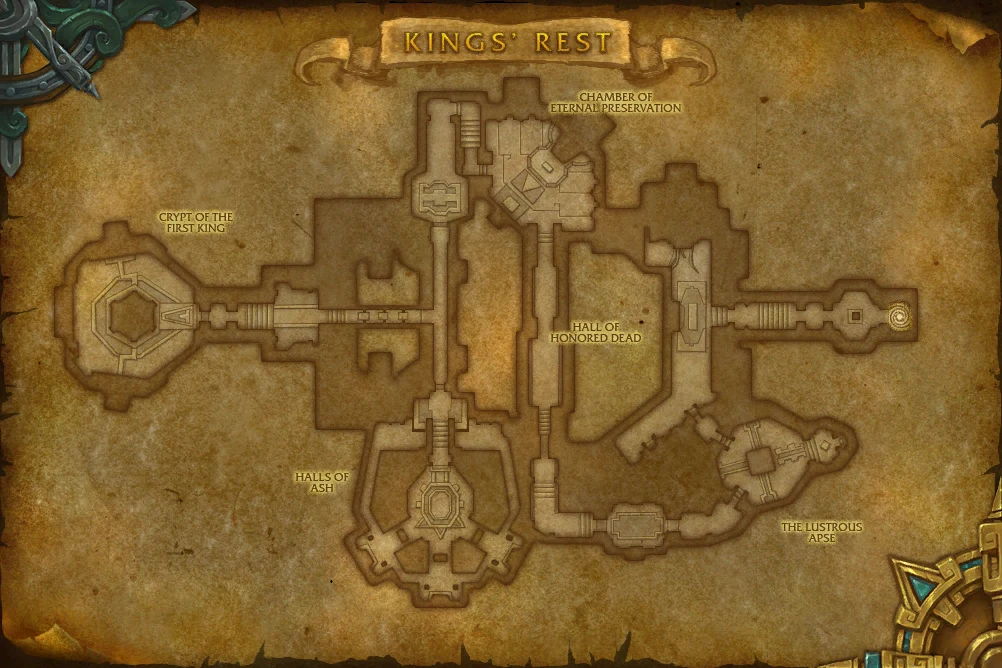 KINGS' REST
CHAMBER OF
ETERNAL PRESERVATION
CRYPT OF THE
FIRST KING
HALL OF
HONORED DEAD
HALLS OF
ASH
THE LUSTROUS
APSE